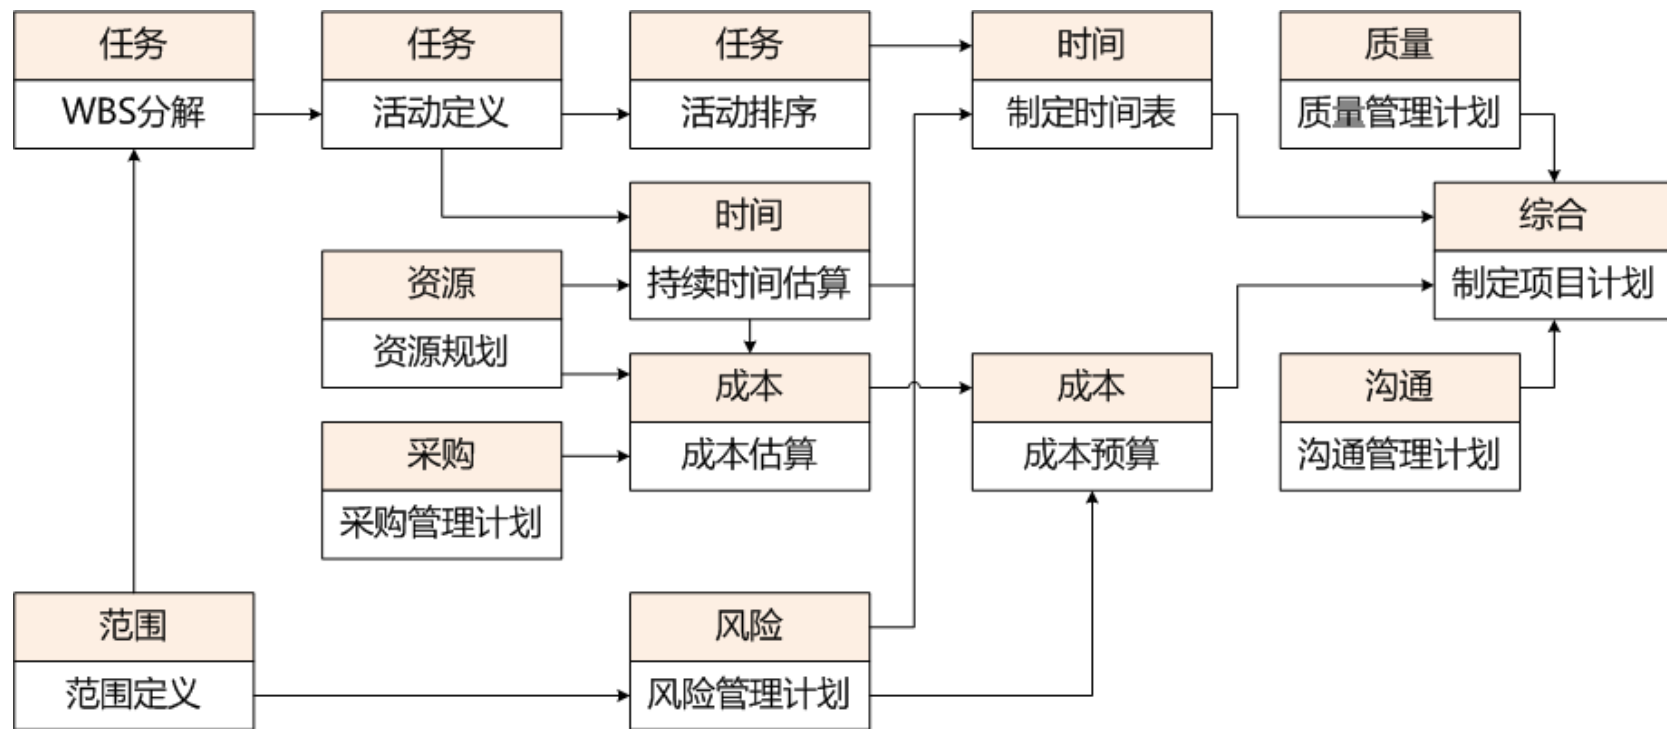 任务
WBS分解
任务
活动定义
任务
活动排序
时间
制定时间表
质量
质量管理计划
时间
持续时间估算
综合
制定项目计划
资源
资源规划
成本
成本估算
成本
成本预算
沟通
沟通管理计划
采购
采购管理计划
范围
范围定义
风险
风险管理计划